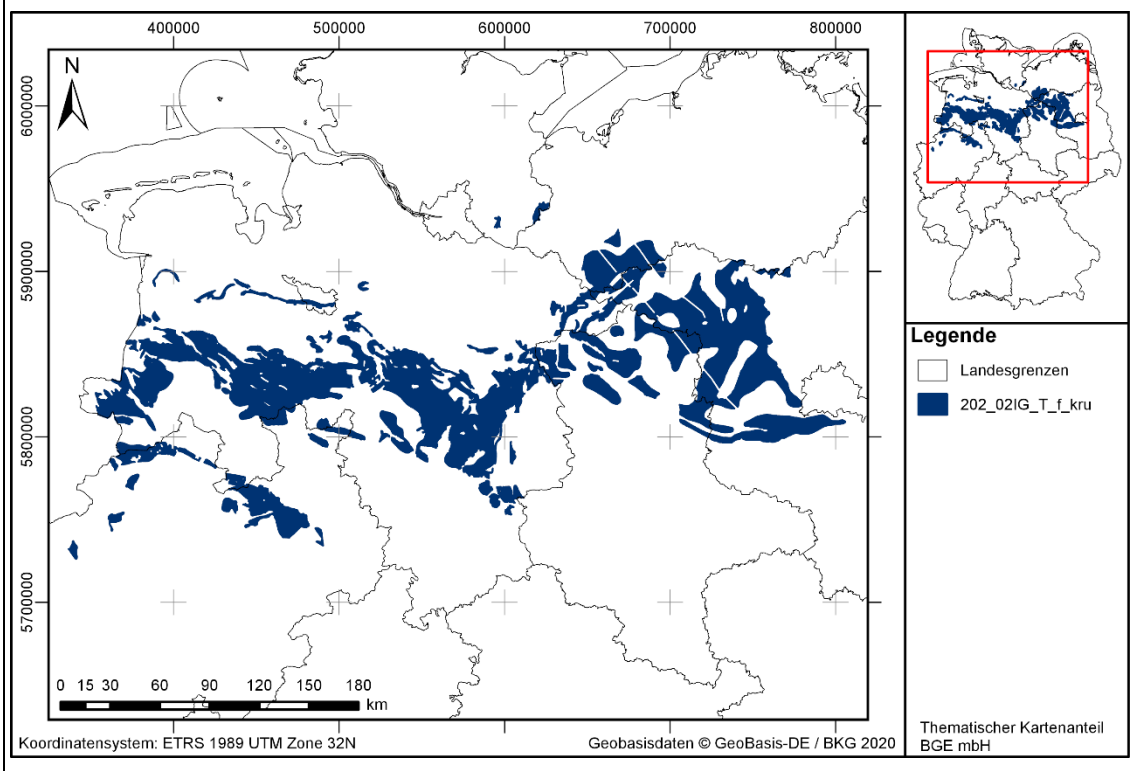 400000 500000 600000 700000 800000
N
6000000
5900000
5800000
5700000
0 15 30 60 90 120 150 180
km
Koordinatensystem: ETRS 1989 UTM Zone 32N
Geobasisdaten © GeoBasis-DE / BKG 2020
Legende
Landesgrenzen
202_02IG_T_f_kru
Thematischer Kartenanteil
BGE mbH